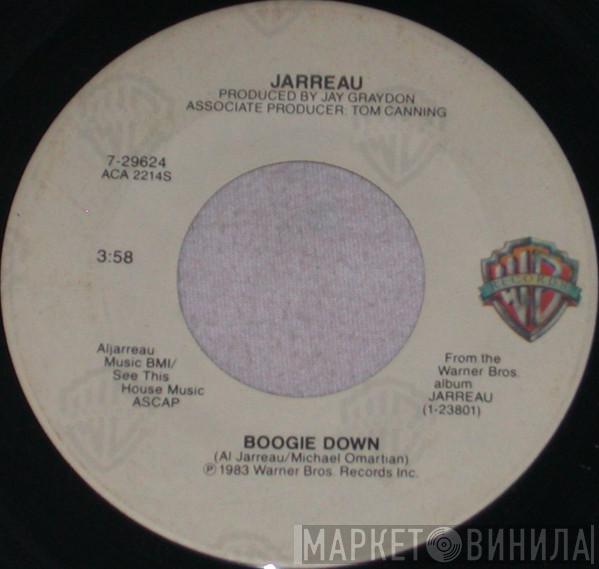 JARREAU
PRODUCED BY JAY GRAYDON
ASSOCIATE PRODUCER: TOM CANNING
7-29624
ACA 2214S
3:58
RECORDS
Aljarreau
Music BMI/
See This
House Music
ASCAP
From the
Warner Bros.
album
JARREAU
(1-23801)
BOOGIE DOWN
(Al Jarreau/Michael Omartian)
℗ 1983 Warner Bros. Records Inc.
МАРКЕТ ВИНИЛА